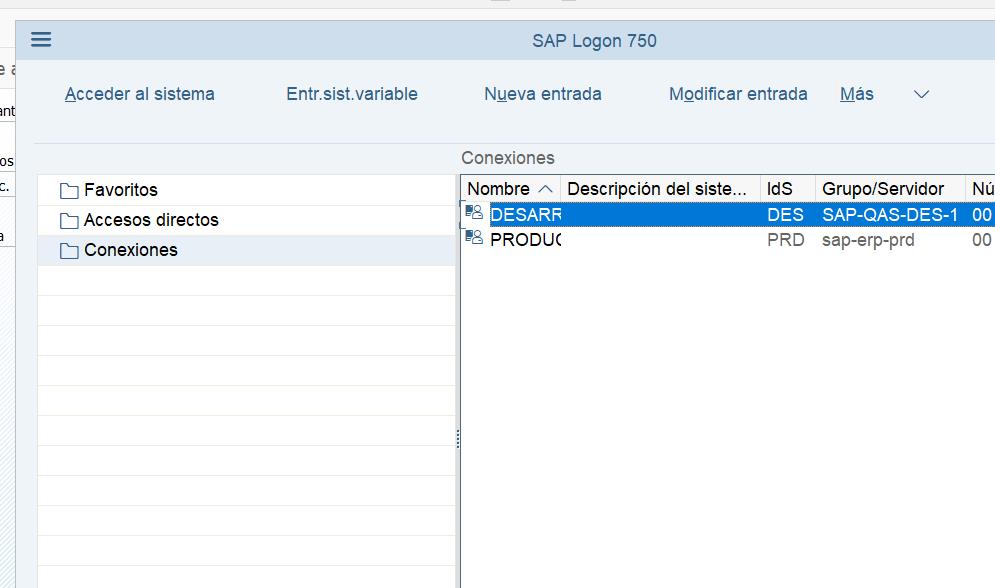 SAP Logon 750
Acceder al sistema Entr.sist.variable Nueva entrada Modificar entrada Más
Conexiones
Favoritos
Accesos directos
Conexiones
Nombre Descripción del siste... IdS Grupo/Servidor Nú
DESARR DES SAP-QAS-DES-1 00
PRODUC PRD sap-erp-prd 00